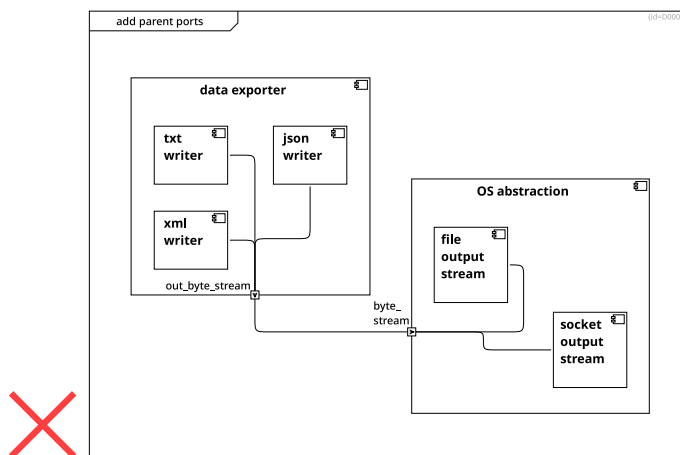 add parent ports
{id=D000
data exporter
txt
writer
json
writer
xml
writer
out_byte_stream
OS abstraction
file
output
stream
byte_
stream
socket
output
stream